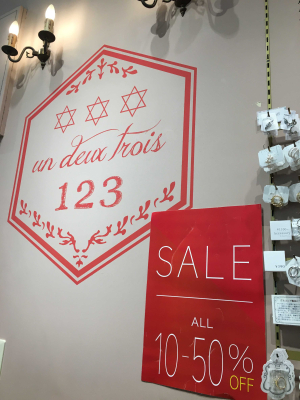 un deux trois
123
SALE
ALL
10-50%
OFF